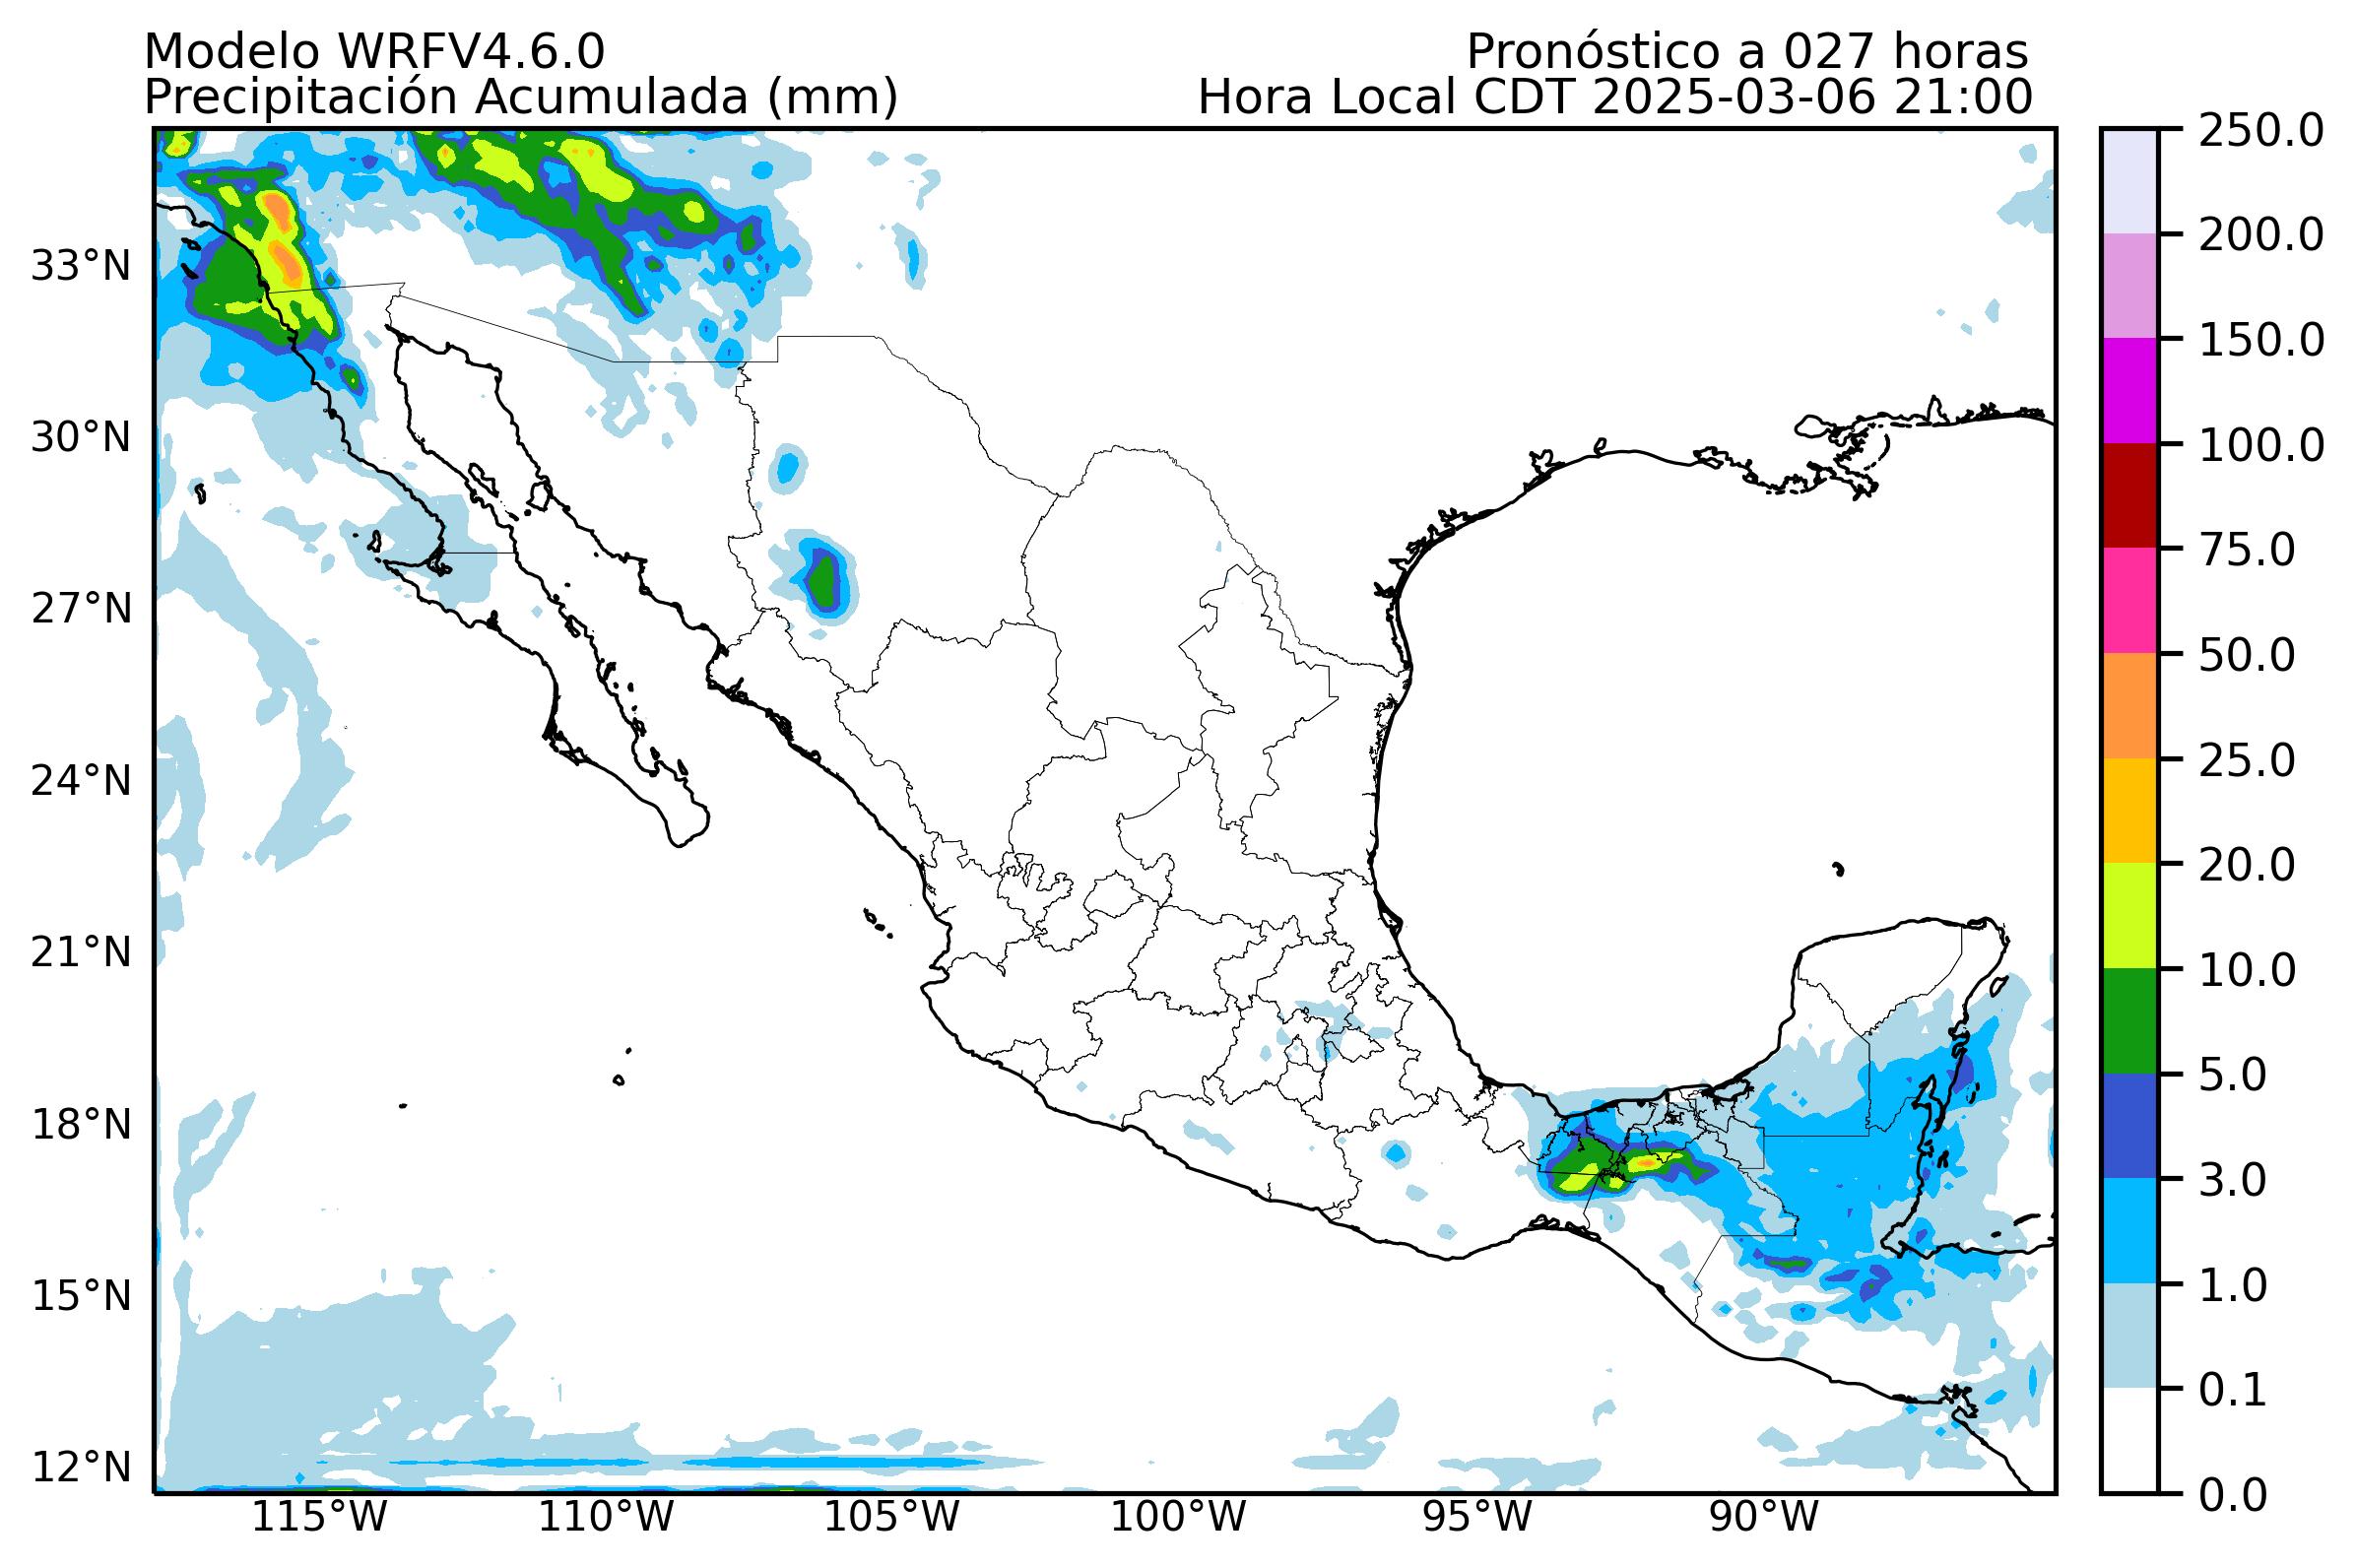 Modelo WRFV4.6.0
Pronóstico a 027 horas
Precipitación Acumulada (mm)
Hora Local CDT 2025-03-06 21:00
33°N
30°N
27°N
24°N
21°N
18°N
15°N
12°N
115°W
110°W
105°W
100°W
95°W
90°W
250.0
200.0
150.0
100.0
75.0
50.0
25.0
20.0
10.0
5.0
3.0
1.0
0.1
0.0